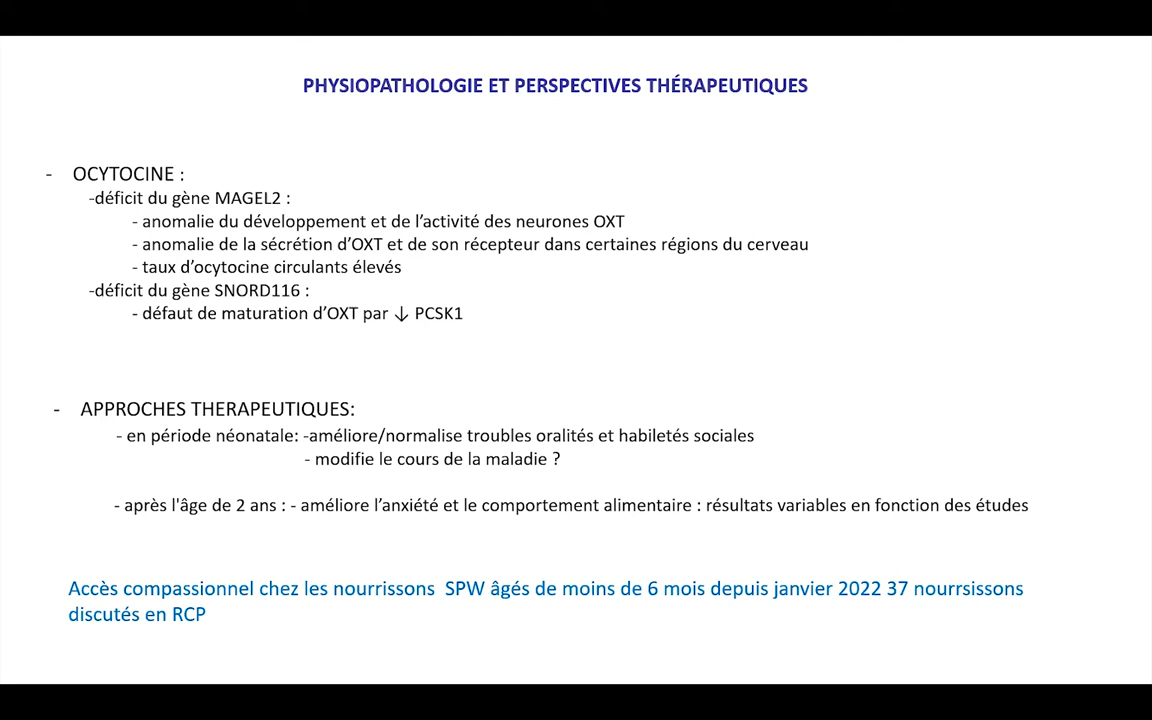 PHYSIOPATHOLOGIE ET PERSPECTIVES THÉRAPEUTIQUES
- OCYTOCINE :
-déficit du gène MAGEL2 :
- anomalie du développement et de l’activité des neurones OXT
- anomalie de la sécrétion d’OXT et de son récepteur dans certaines régions du cerveau
- taux d’ocytocine circulants élevés
-déficit du gène SNORD116 :
- défaut de maturation d’OXT par ↓ PCSK1
- APPROCHES THERAPEUTIQUES:
- en période néonatale: -améliore/normalise troubles oralités et habiletés sociales
- modifie le cours de la maladie ?
- après l'âge de 2 ans : - améliore l’anxiété et le comportement alimentaire : résultats variables en fonction des études
Accès compassionnel chez les nourrissons SPW âgés de moins de 6 mois depuis janvier 2022 37 nourrsissons
discutés en RCP